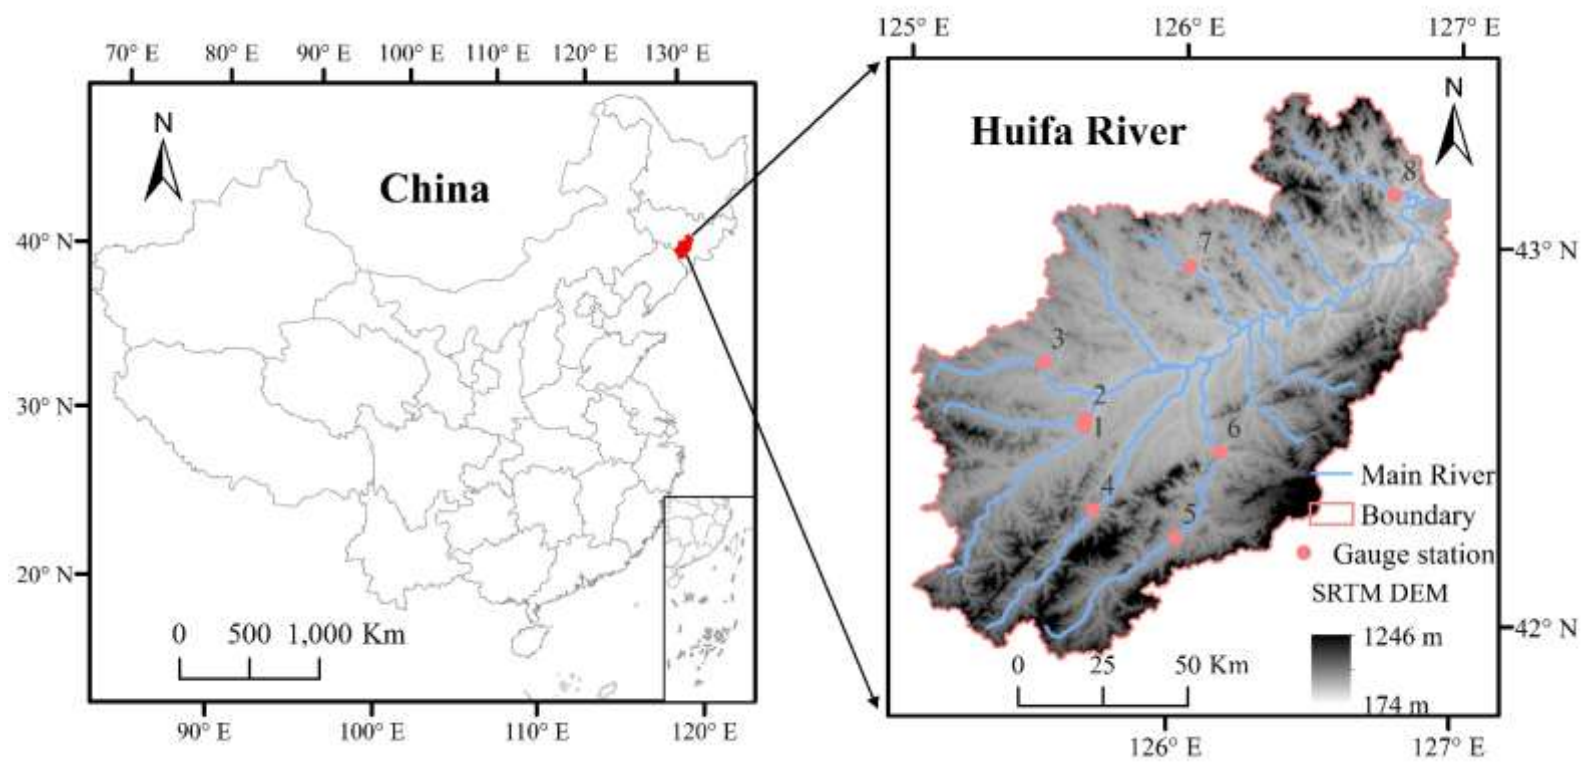 70° E 80° E 90° E 100° E 110° E 120° E 130° E
N
China
40° N
30° N
20° N
0 500 1,000 Km
90° E 100° E 110° E 120° E
125° E 126° E 127° E
N
Huifa River
8
7
43° N
3
2
1
6
4
5
Main River
Boundary
Gauge station
SRTM DEM
1246 m
174 m
42° N
0 25 50 Km
126° E 127° E